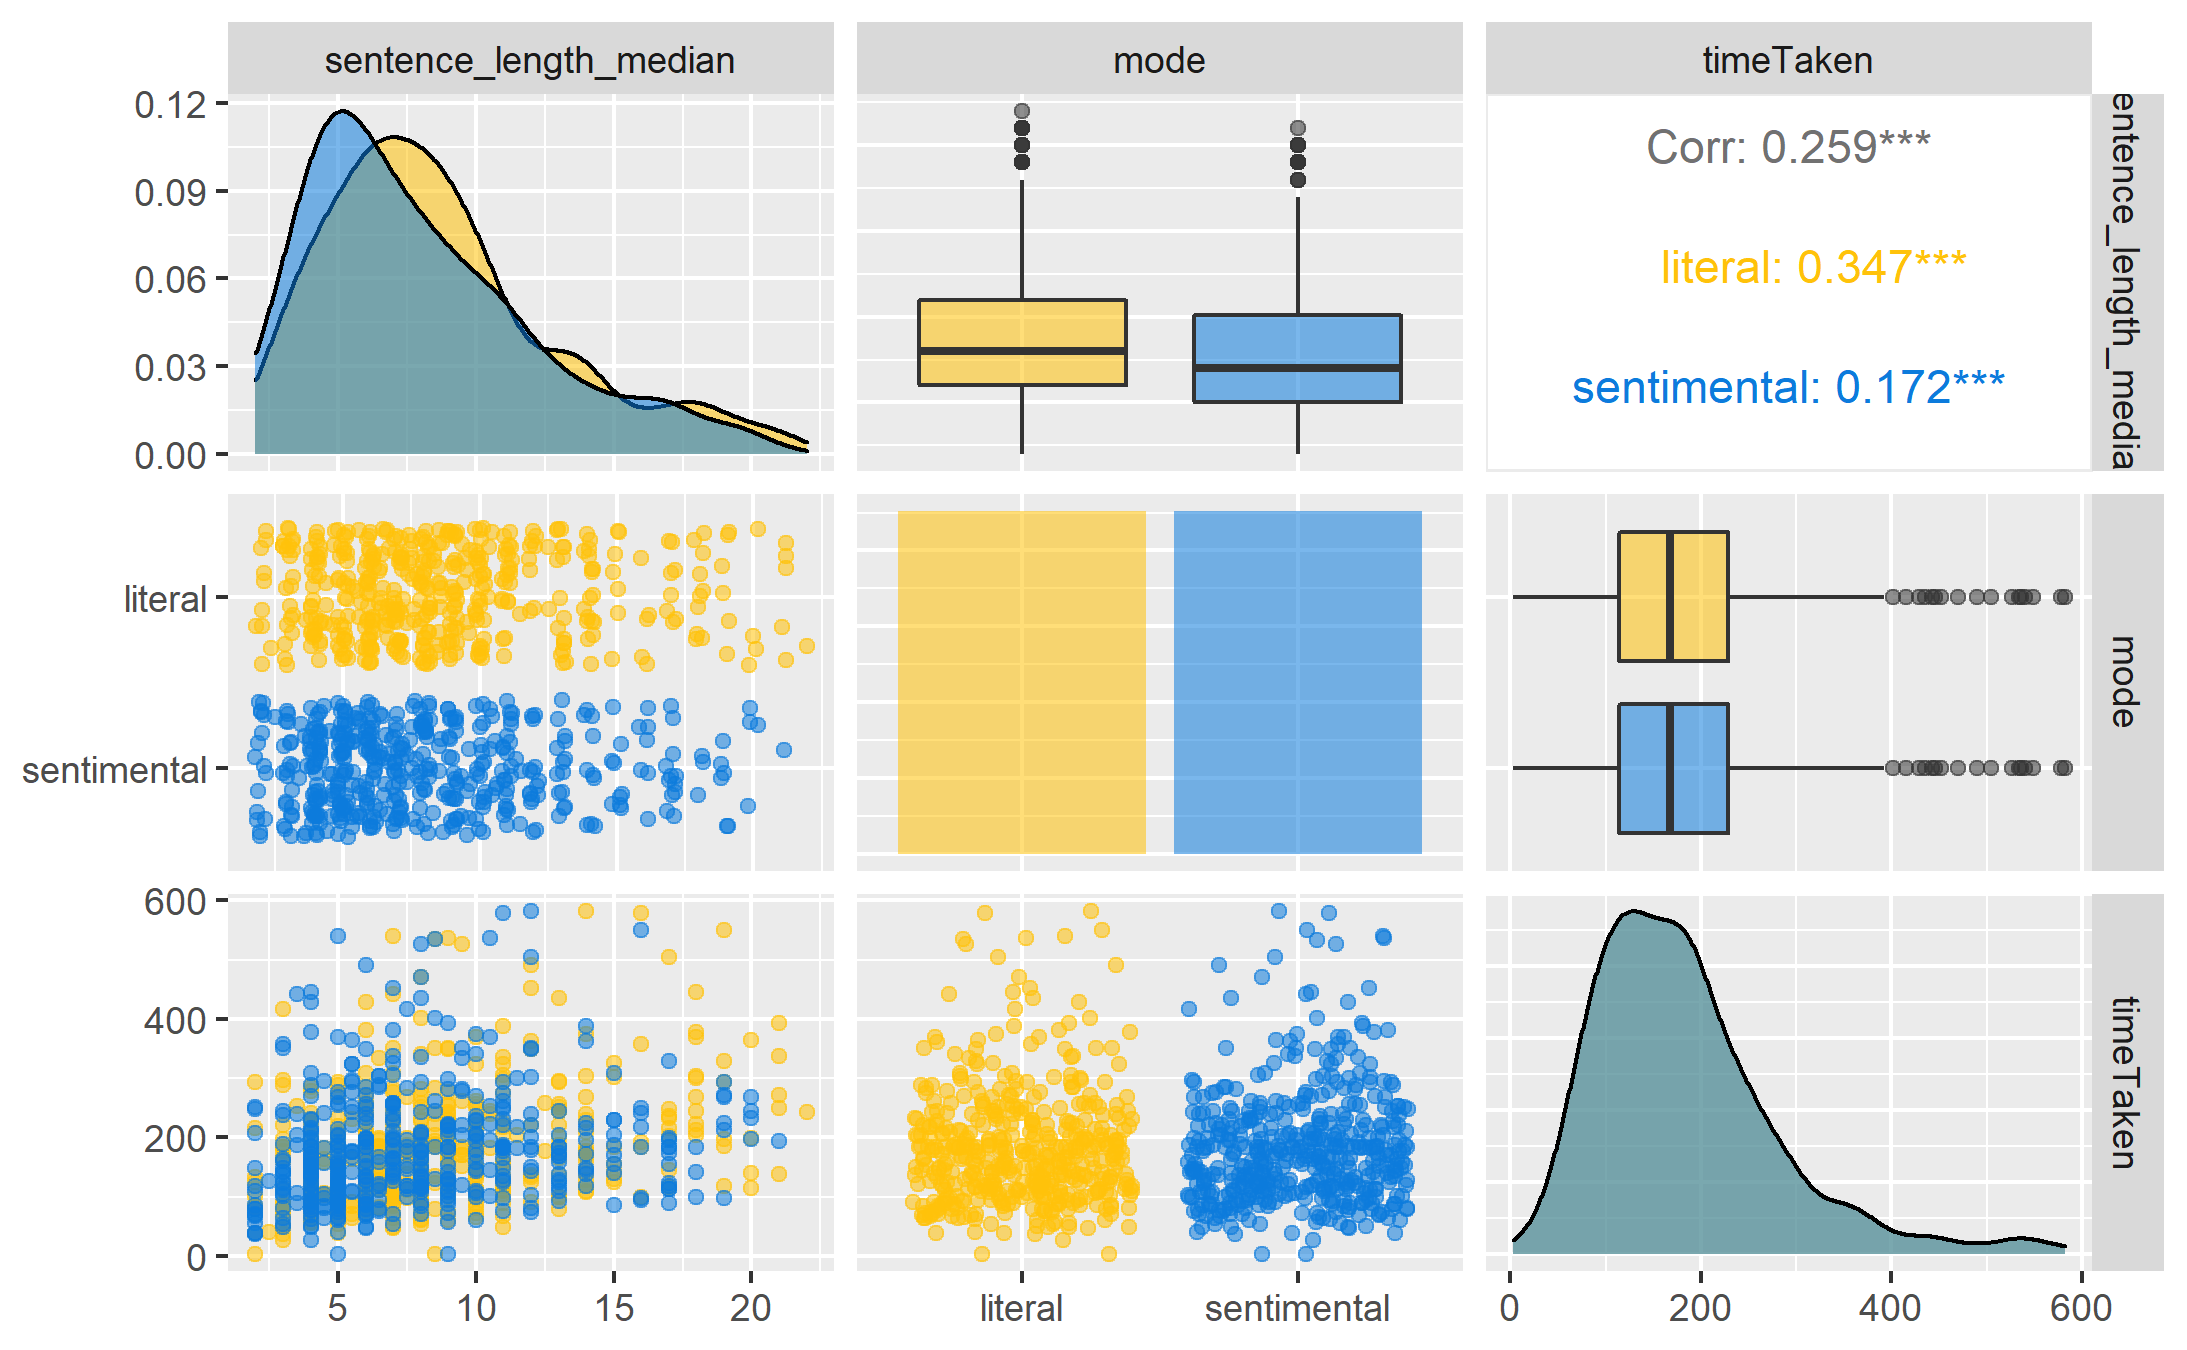 sentence_length_median mode timeTaken
0.12
0.09
0.06
0.03
0.00
Corr: 0.259***
literal: 0.347***
sentimental: 0.172***
entence_length_media
literal
sentimental
mode
600
400
200
0
timeTaken
5 10 15 20
literal sentimental
0 200 400 600